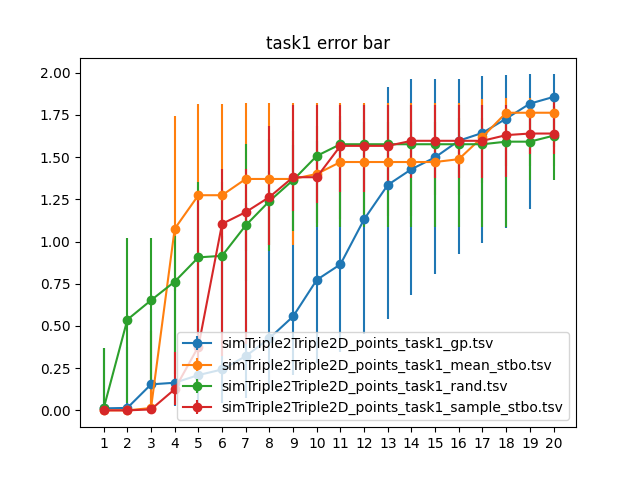 task1 error bar
2.00
1.75
1.50
1.25
1.00
0.75
0.50
0.25
0.00
simTriple2Triple2D_points_task1_gp.tsv
simTriple2Triple2D_points_task1_mean_stbo.tsv
simTriple2Triple2D_points_task1_rand.tsv
simTriple2Triple2D_points_task1_sample_stbo.tsv
1 2 3 4 5 6 7 8 9 10 11 12 13 14 15 16 17 18 19 20